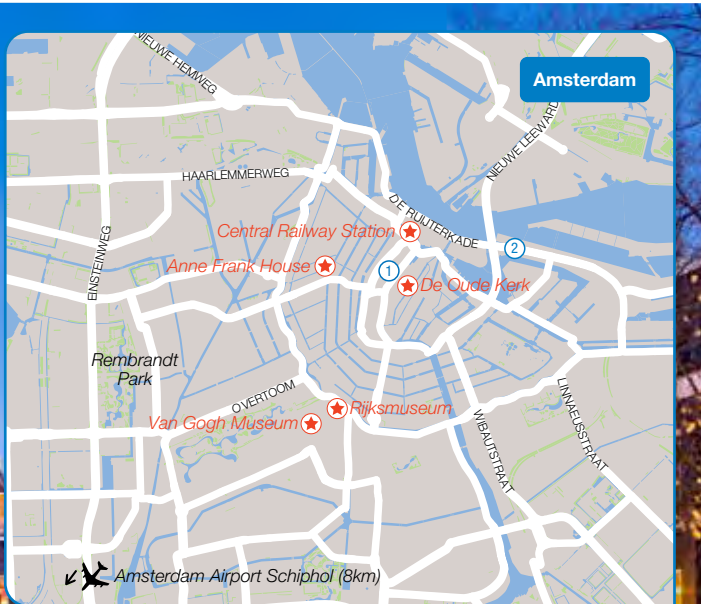 NIEUWE HEMWEG
Amsterdam
NIEUWE LEEWARD
HAARLEMMERWEG
DE RUIJTERKADE
Central Railway Station
2
Anne Frank House
1
De Oude Kerk
EINSTEINWEG
Rembrandt
Park
OVERTOOM
LINNAEUSSTRAAT
Rijksmuseum
Van Gogh Museum
WIBAUTSTRAAT
Amsterdam Airport Schiphol (8km)